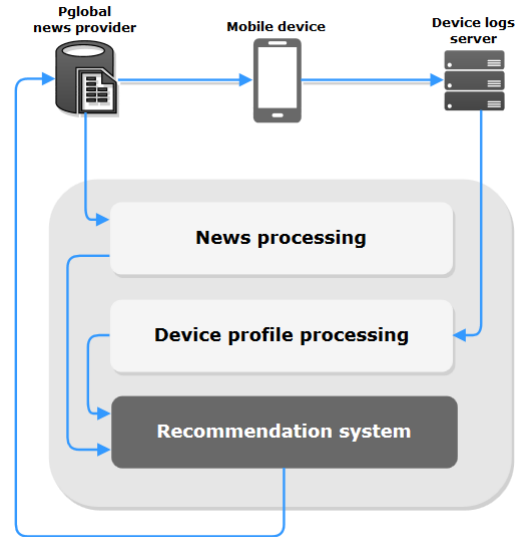 Pglobal
news provider
Mobile device
Device logs
server
News processing
Device profile processing
Recommendation system